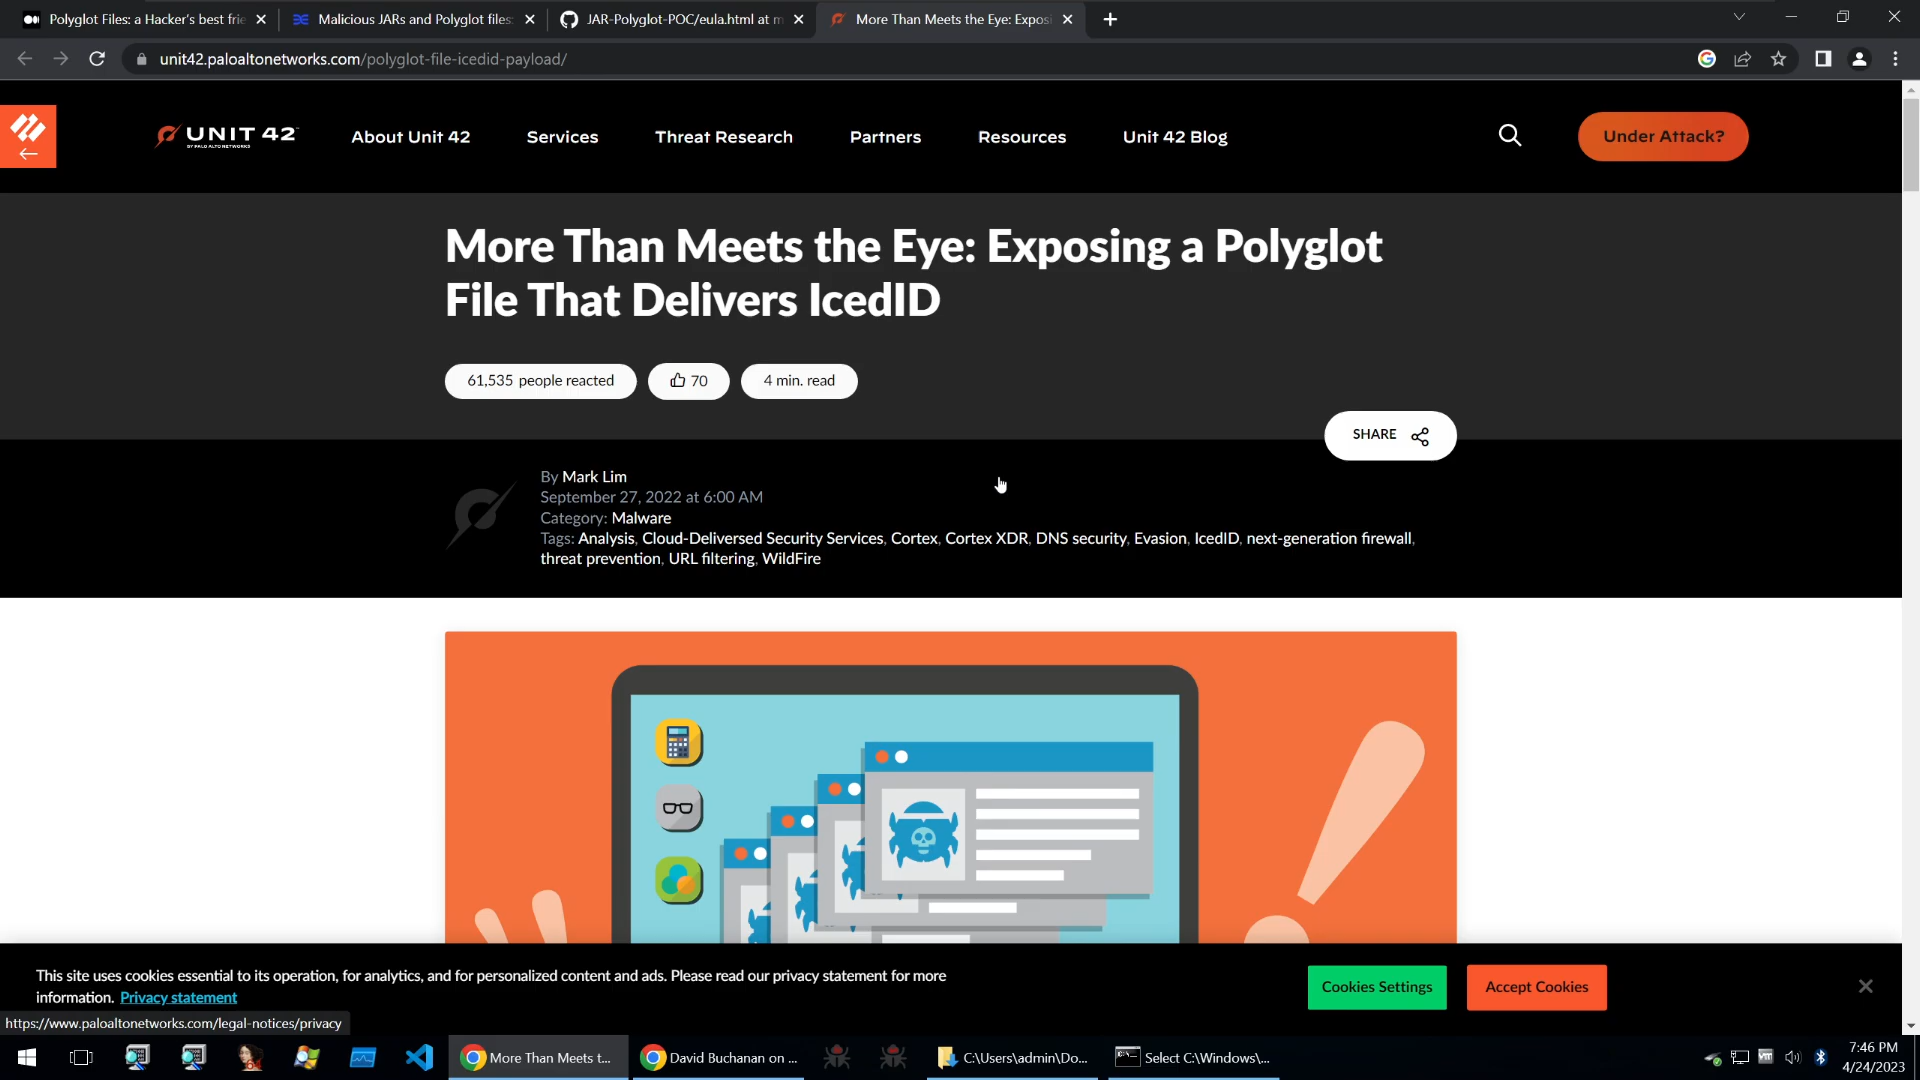 Polyglot Files: a Hacker's best frie
Malicious JARs and Polyglot files:
JAR-Polyglot-POC/eula.html at m
More Than Meets the Eye: Exposi
unit42.paloaltonetworks.com/polyglot-file-icedid-payload/
UNIT 42
BY PALO ALTO NETWORKS
About Unit 42
Services
Threat Research
Partners
Resources
Unit 42 Blog
Under Attack?
More Than Meets the Eye: Exposing a Polyglot
File That Delivers IcedID
61,535 people reacted
70
4 min. read
SHARE
By Mark Lim
September 27, 2022 at 6:00 AM
Category: Malware
Tags: Analysis, Cloud-Deliversed Security Services, Cortex, Cortex XDR, DNS security, Evasion, IcedID, next-generation firewall,
threat prevention, URL filtering, WildFire
This site uses cookies essential to its operation, for analytics, and for personalized content and ads. Please read our privacy statement for more
information. Privacy statement
Cookies Settings
Accept Cookies
https://www.paloaltonetworks.com/legal-notices/privacy
More Than Meets t...
David Buchanan on ...
C:\Users\admin\Do...
Select C:\Windows\...
7:46 PM
4/24/2023